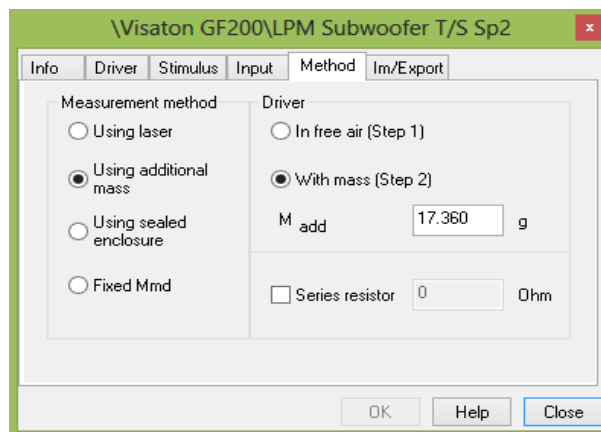 \Visaton GF200\LPM Subwoofer T/S Sp2
x
Info Driver Stimulus Input Method Im/Export
Measurement method
Using laser
Using additional
mass
Using sealed
enclosure
Fixed Mmd
Driver
In free air (Step 1)
With mass (Step 2)
M add 17.360 g
Series resistor 0 Ohm
OK Help Close